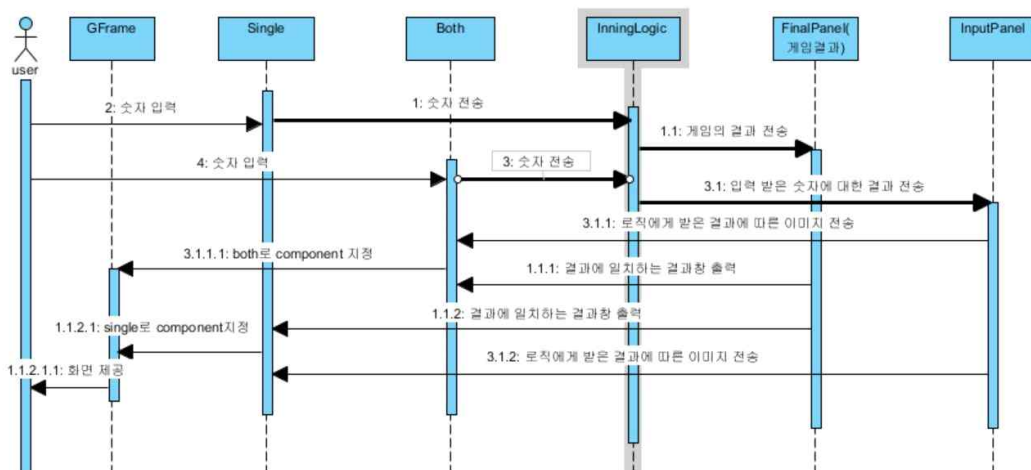 GFrame
Single
Both
InningLogic
FinalPanel(
게임결과)
InputPanel
user
2: 숫자 입력
1: 숫자 전송
1.1: 게임의 결과 전송
4: 숫자 입력
3: 숫자 전송
3.1: 입력 받은 숫자에 대한 결과 전송
3.1.1: 로직에게 받은 결과에 따른 이미지 전송
3.1.1.1: both로 component 지정
1.1.1: 결과에 일치하는 결과창 출력
1.1.2: 결과에 일치하는 결과창 출력
1.1.2.1: single로 component지정
3.1.2: 로직에게 받은 결과에 따른 이미지 전송
1.1.2.1.1: 화면 제공